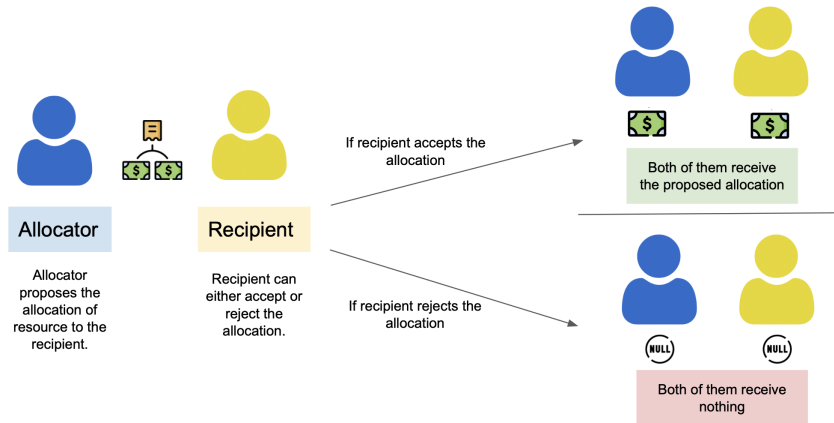 Allocator
Allocator
proposes the
allocation of
resource to the
recipient.
Recipient
Recipient can
either accept or
reject the
allocation.
If recipient accepts the
allocation
If recipient rejects the
allocation
$
$
$
$
Both of them receive
the proposed allocation
NULL
NULL
Both of them receive
nothing